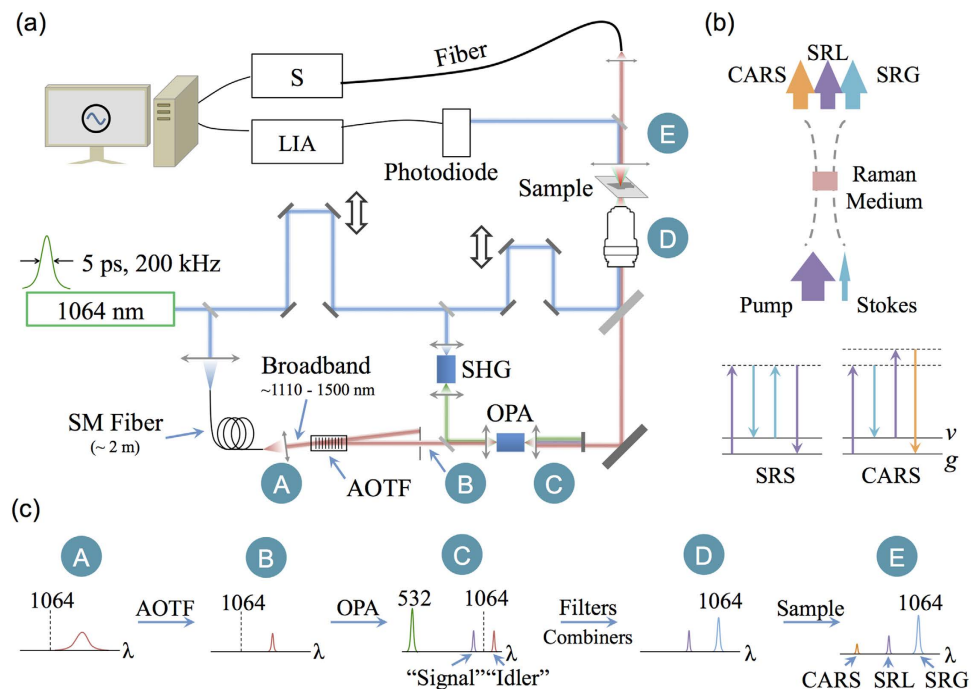 (a)
S
Fiber
LIA
Photodiode
E
Sample
D
5 ps, 200 kHz
1064 nm
Broadband
~1110 - 1500 nm
SHG
OPA
SM Fiber
(~ 2 m)
A
AOTF
B
C
(b)
SRL
CARS
SRG
Raman
Medium
Pump
Stokes
v
g
SRS
CARS
(c)
A
B
C
D
E
1064
AOTF
1064
OPA
532
1064
Filters
Combiners
1064
Sample
1064
λ
λ
λ
λ
λ
"Signal"
"Idler"
CARS
SRL
SRG